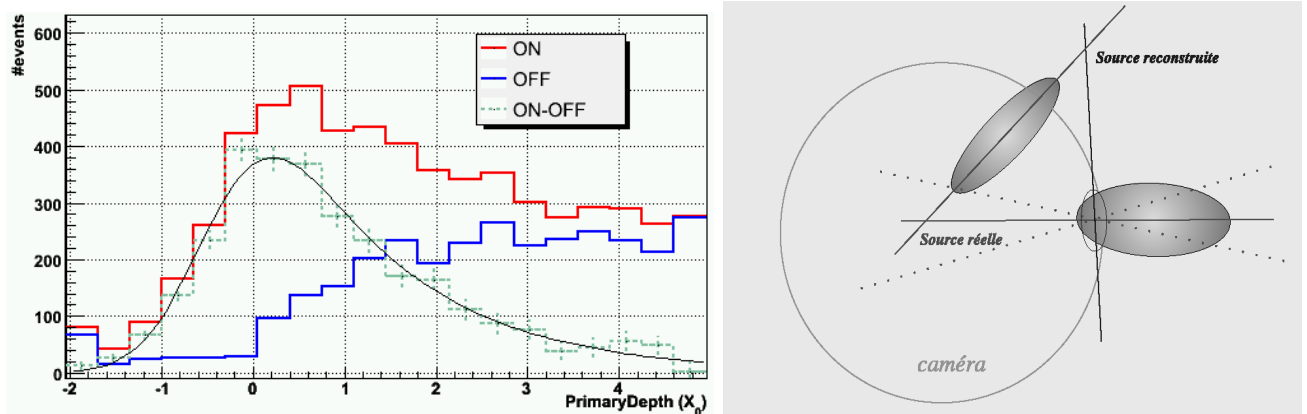 #events
600
500
400
300
200
100
0
ON
OFF
ON-OFF
-2
-1
0
1
2
3
4
PrimaryDepth (X0)
Source reconstruite
Source réelle
caméra